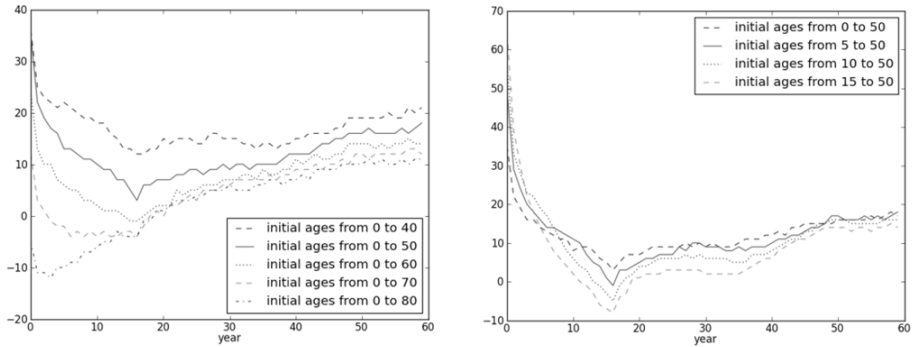 40
30
20
10
0
−10
−20
0
10
20
30
40
50
60
year
initial ages from 0 to 40
initial ages from 0 to 50
initial ages from 0 to 60
initial ages from 0 to 70
initial ages from 0 to 80
70
60
50
40
30
20
10
0
−10
0
10
20
30
40
50
60
year
initial ages from 0 to 50
initial ages from 5 to 50
initial ages from 10 to 50
initial ages from 15 to 50